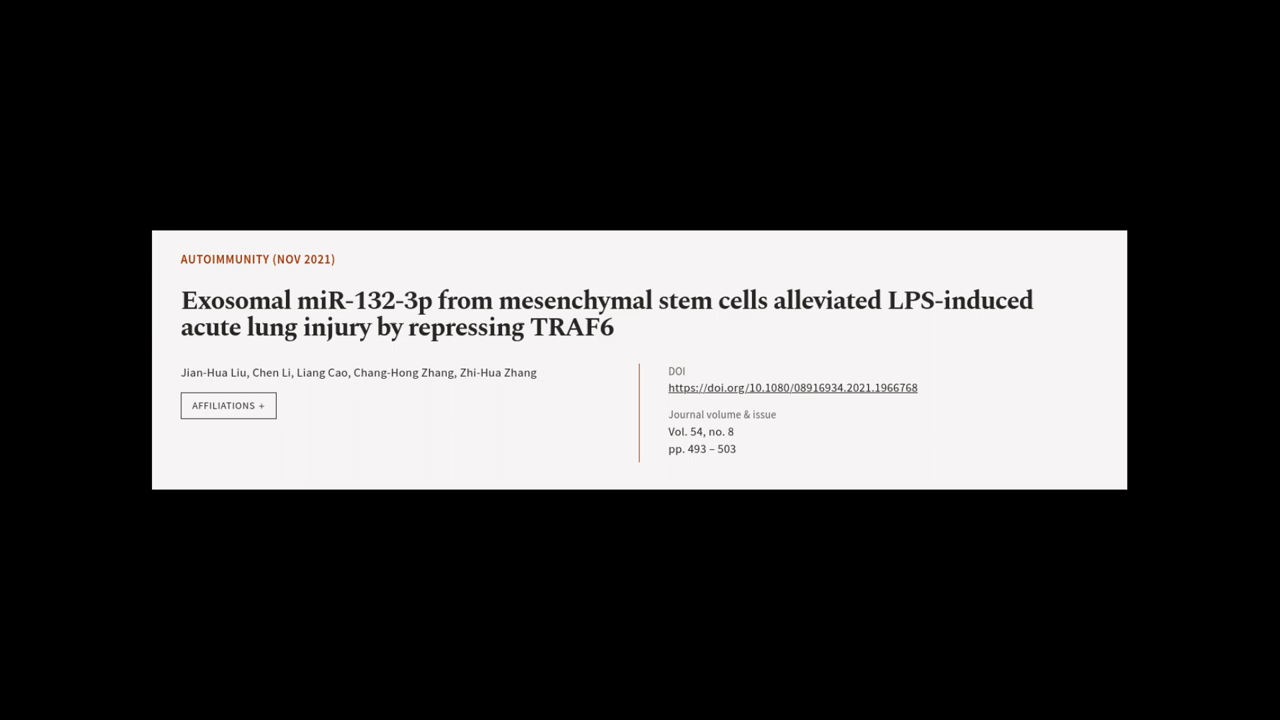 AUTOIMMUNITY (NOV 2021)
Exosomal miR-132-3p from mesenchymal stem cells alleviated LPS-induced
acute lung injury by repressing TRAF6
Jian-Hua Liu, Chen Li, Liang Cao, Chang-Hong Zhang, Zhi-Hua Zhang
AFFILIATIONS +
DOI
https://doi.org/10.1080/08916934.2021.1966768
Journal volume & issue
Vol. 54, no. 8
pp. 493 – 503